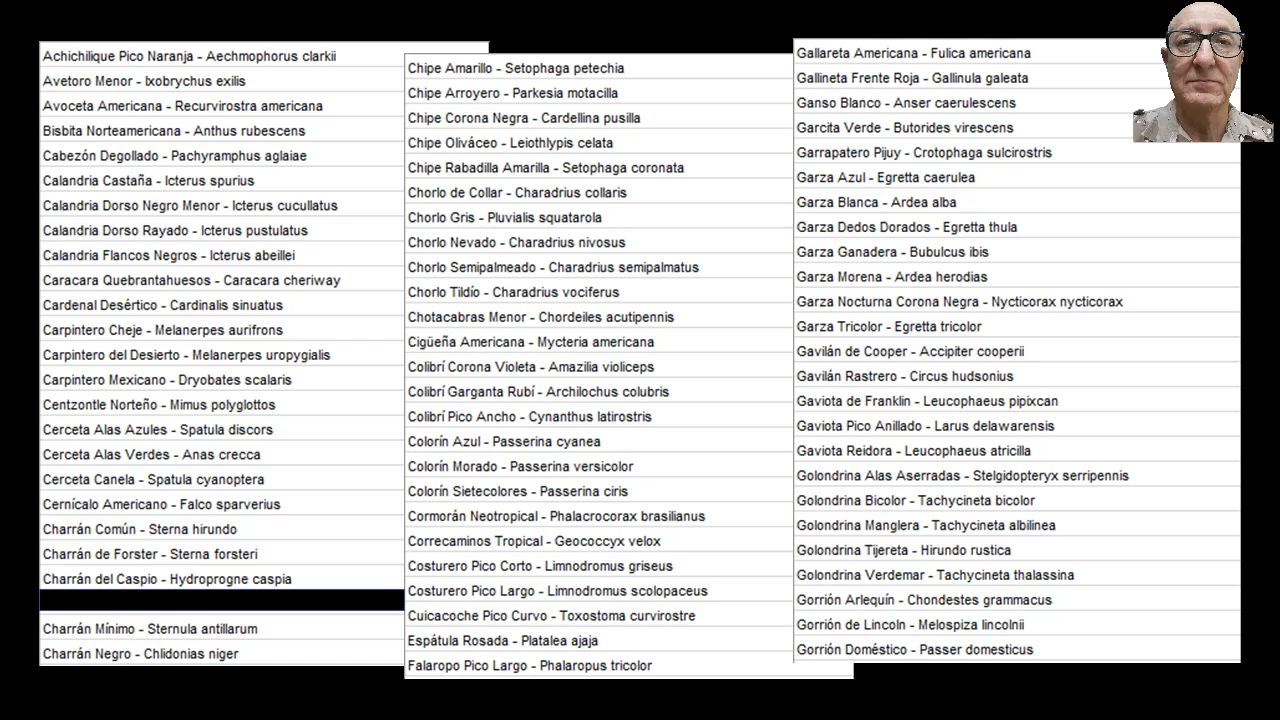 Achichilique Pico Naranja - Aechmophorus clarkii
Avetoro Menor - Ixobrychus exilis
Avoceta Americana - Recurvirostra americana
Bisbita Norteamericana - Anthus rubescens
Cabezón Degollado - Pachyramphus aglaiae
Calandria Castaña - Icterus spurius
Calandria Dorso Negro Menor - Icterus cucullatus
Calandria Dorso Rayado - Icterus pustulatus
Calandria Flancos Negros - Icterus abeillei
Caracara Quebrantahuesos - Caracara cheriway
Cardenal Desértico - Cardinalis sinuatus
Carpintero Cheje - Melanerpes aurifrons
Carpintero del Desierto - Melanerpes uropygialis
Carpintero Mexicano - Dryobates scalaris
Centzontle Norteño - Mimus polyglottos
Cerceta Alas Azules - Spatula discors
Cerceta Alas Verdes - Anas crecca
Cerceta Canela - Spatula cyanoptera
Cernícalo Americano - Falco sparverius
Charrán Común - Sterna hirundo
Charrán de Forster - Sterna forsteri
Charrán del Caspio - Hydroprogne caspia
Charrán Mínimo - Sternula antillarum
Charrán Negro - Chlidonias niger
Chipe Amarillo - Setophaga petechia
Chipe Arroyero - Parkesia motacilla
Chipe Corona Negra - Cardellina pusilla
Chipe Oliváceo - Leiothlypis celata
Chipe Rabadilla Amarilla - Setophaga coronata
Chorlo de Collar - Charadrius collaris
Chorlo Gris - Pluvialis squatarola
Chorlo Nevado - Charadrius nivosus
Chorlo Semipalmeado - Charadrius semipalmatus
Chorlo Tildío - Charadrius vociferus
Chotacabras Menor - Chordeiles acutipennis
Cigüeña Americana - Mycteria americana
Colibrí Corona Violeta - Amazilia violiceps
Colibrí Garganta Rubí - Archilochus colubris
Colibrí Pico Ancho - Cynanthus latirostris
Colorín Azul - Passerina cyanea
Colorín Morado - Passerina versicolor
Colorín Sietecolores - Passerina ciris
Cormorán Neotropical - Phalacrocorax brasilianus
Correcaminos Tropical - Geococcyx velox
Costurero Pico Corto - Limnodromus griseus
Costurero Pico Largo - Limnodromus scolopaceus
Cuicacoche Pico Curvo - Toxostoma curvirostre
Espátula Rosada - Platalea ajaja
Falaropo Pico Largo - Phalaropus tricolor
Gallareta Americana - Fulica americana
Gallineta Frente Roja - Gallinula galeata
Ganso Blanco - Anser caerulescens
Garcita Verde - Butorides virescens
Garrapatero Pijuy - Crotophaga sulcirostris
Garza Azul - Egretta caerulea
Garza Blanca - Ardea alba
Garza Dedos Dorados - Egretta thula
Garza Ganadera - Bubulcus ibis
Garza Morena - Ardea herodias
Garza Nocturna Corona Negra - Nycticorax nycticorax
Garza Tricolor - Egretta tricolor
Gavilán de Cooper - Accipiter cooperii
Gavilán Rastrero - Circus hudsonius
Gaviota de Franklin - Leucophaeus pipixcan
Gaviota Pico Anillado - Larus delawarensis
Gaviota Reidora - Leucophaeus atricilla
Golondrina Alas Aserradas - Stelgidopteryx serripennis
Golondrina Bicolor - Tachycineta bicolor
Golondrina Manglera - Tachycineta albilinea
Golondrina Tijereta - Hirundo rustica
Golondrina Verdemar - Tachycineta thalassina
Gorrión Arlequín - Chondestes grammacus
Gorrión de Lincoln - Melospiza lincolnii
Gorrión Doméstico - Passer domesticus